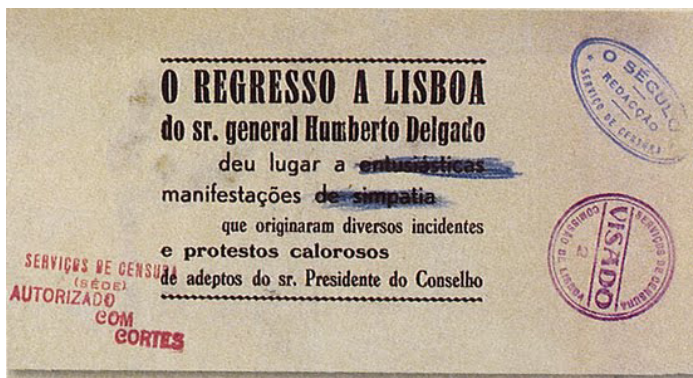 O REGRESSO A LISBOA
do sr. general Humberto Delgado
deu lugar a entusiásticas
manifestações de simpatia
que originaram diversos incidentes
e protestos calorosos
de adeptos do sr. Presidente do Conselho
O SÉCULO
REDACÇÃO
SERVIÇO DE CENSURA
SERVIÇOS DE CENSURA
VISADO
2
COMISSÃO DE LISBOA
SERVIÇOS DE CENSURA
(SÉDE)
AUTORIZADO
COM
CORTES